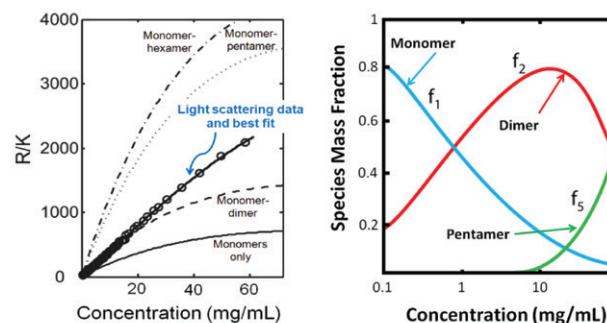 4000
3000
2000
1000
0
R/K
Monomer-
hexamer
Monomer-
pentamer
Light scattering data
and best fit
Monomer-
dimer
Monomers
only
0 20 40 60
Concentration (mg/mL)
1
0.8
0.6
0.4
0.2
Species Mass Fraction
Monomer
f1
f2
Dimer
f5
Pentamer
0.1 1 10
Concentration (mg/mL)